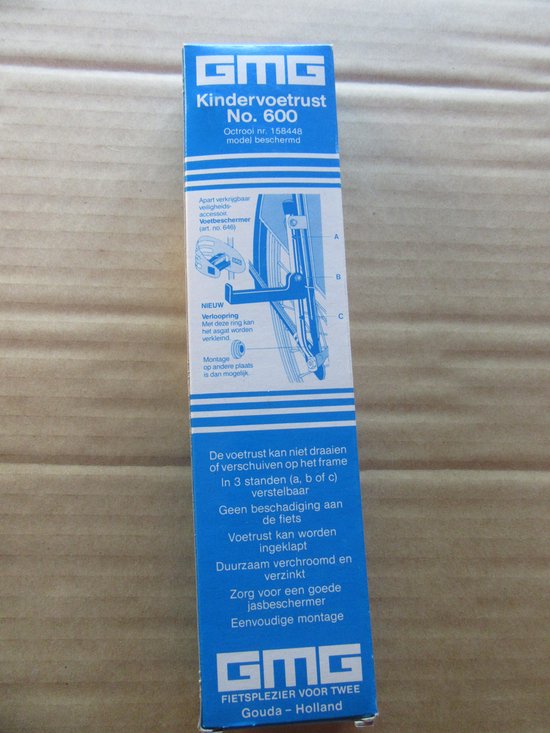 GMG
Kindervoetrust
No. 600
Octrooi nr. 158448
model beschermd
Apart verkrijgbaar
veiligheids-
accessoir.
Voetbeschermer
(art. no. 646)
A
B
NIEUW
Verloopring
Met deze ring kan
het asgat worden
verkleind.
C
Montage
op andere plaats
is dan mogelijk.
De voetrust kan niet draaien
of verschuiven op het frame
In 3 standen (a, b of c)
verstelbaar
Geen beschadiging aan
de fiets
Voetrust kan worden
ingeklapt
Duurzaam verchroomd en
verzinkt
Zorg voor een goede
jasbeschermer
Eenvoudige montage
GMG
FIETSPLEZIER VOOR TWEE
Gouda – Holland